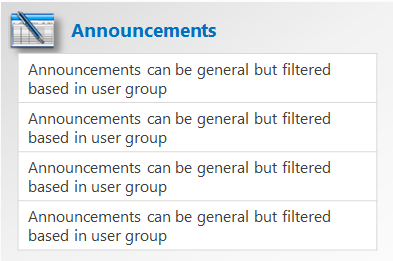 Announcements
Announcements can be general but filtered
based in user group
Announcements can be general but filtered
based in user group
Announcements can be general but filtered
based in user group
Announcements can be general but filtered
based in user group